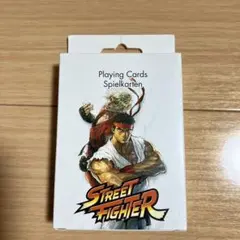 Playing Cards
Spielkarten
STREET
FIGHTER